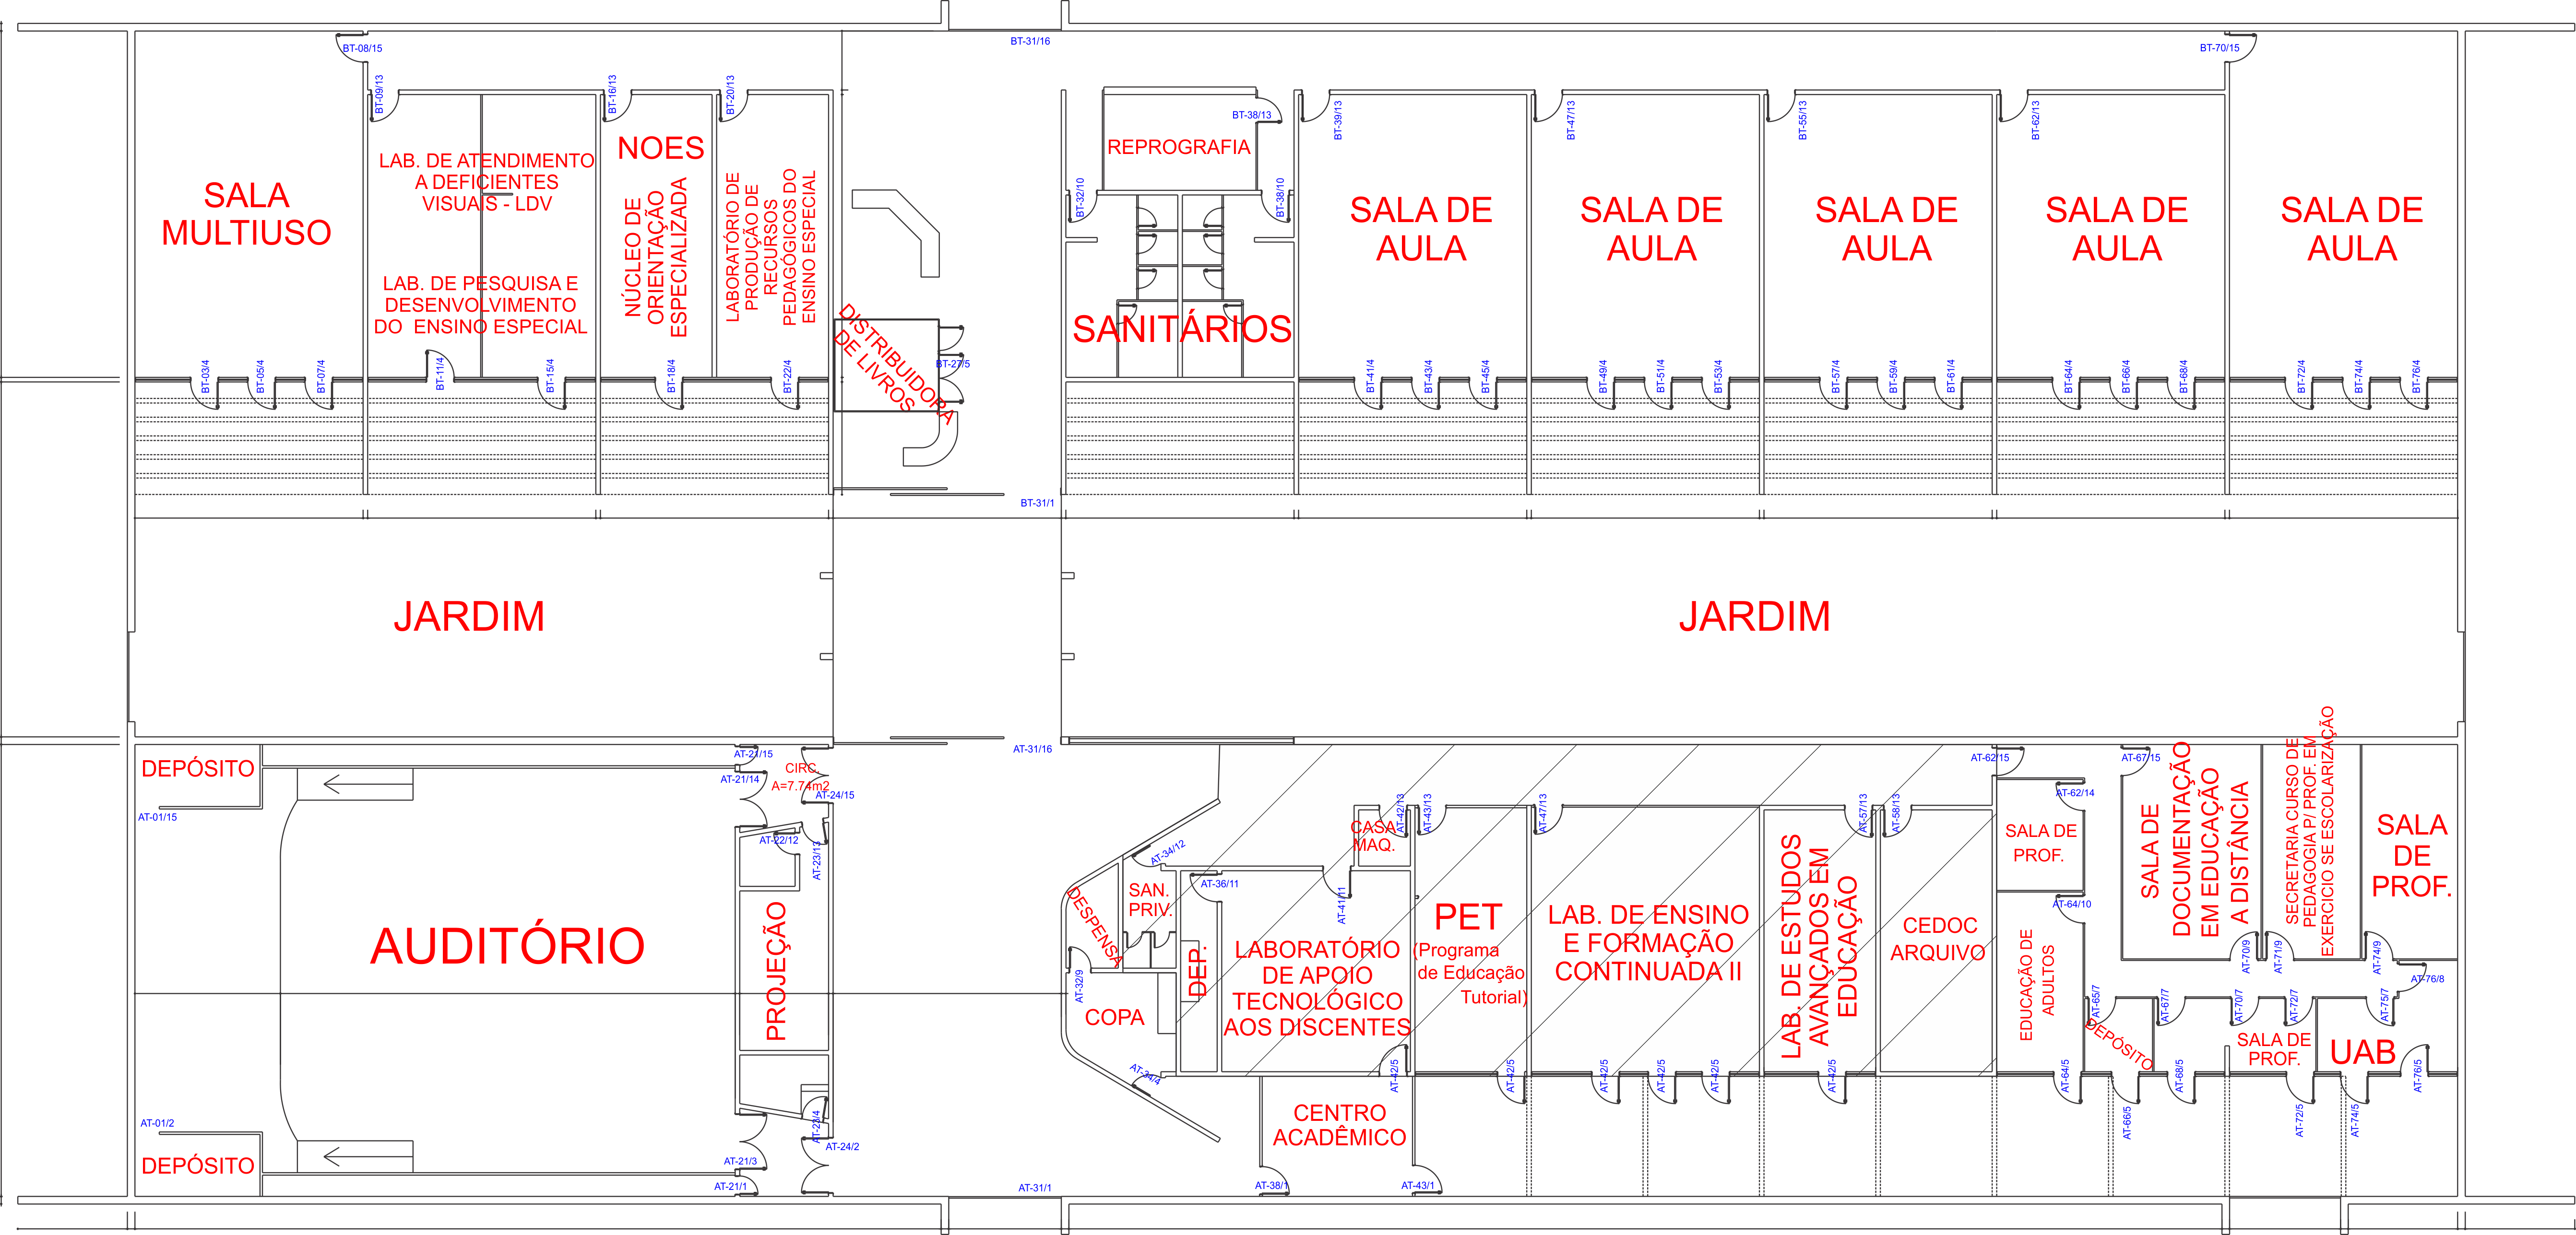 BT-31/16
BT-08/15
BT-70/15
BT-09/13
BT-16/13
BT-20/13
BT-38/13
BT-39/13
BT-47/13
BT-55/13
BT-62/13
SALA
MULTIUSO
LAB. DE ATENDIMENTO
A DEFICIENTES
VISUAIS - LDV
LAB. DE PESQUISA E
DESENVOLVIMENTO
DO ENSINO ESPECIAL
NOES
NÚCLEO DE
ORIENTAÇÃO
ESPECIALIZADA
LABORATÓRIO DE
PRODUÇÃO DE
RECURSOS
PEDAGÓGICOS DO
ENSINO ESPECIAL
REPROGRAFIA
BT-32/10
BT-38/10
SANITÁRIOS
SALA DE
AULA
SALA DE
AULA
SALA DE
AULA
SALA DE
AULA
SALA DE
AULA
DISTRIBUIDORA
DE LIVROS
BT-27/5
BT-03/4
BT-05/4
BT-07/4
BT-11/4
BT-15/4
BT-18/4
BT-22/4
BT-41/4
BT-43/4
BT-45/4
BT-49/4
BT-51/4
BT-53/4
BT-57/4
BT-59/4
BT-61/4
BT-64/4
BT-66/4
BT-68/4
BT-72/4
BT-74/4
BT-76/4
BT-31/1
JARDIM
JARDIM
AT-31/16
DEPÓSITO
AT-01/15
AT-21/15
AT-21/14
CIRC.
A=7.74m2
AT-24/15
AT-22/12
AT-23/13
AUDITÓRIO
PROJEÇÃO
AT-01/2
DEPÓSITO
AT-23/4
AT-24/2
AT-21/3
AT-21/1
AT-31/1
AT-34/12
DESPENSA
SAN.
PRIV.
AT-32/9
COPA
AT-34/4
AT-36/11
DEP.
AT-41/11
LABORATÓRIO
DE APOIO
TECNOLÓGICO
AOS DISCENTES
AT-42/5
CASA
MAQ.
AT-42/13
AT-43/13
PET
(Programa
de Educação
Tutorial)
AT-42/5
CENTRO
ACADÊMICO
AT-38/1
AT-43/1
AT-47/13
LAB. DE ENSINO
E FORMAÇÃO
CONTINUADA II
AT-42/5
AT-42/5
AT-42/5
AT-57/13
LAB. DE ESTUDOS
AVANÇADOS EM
EDUCAÇÃO
AT-42/5
AT-58/13
CEDOC
ARQUIVO
AT-62/15
AT-62/14
SALA DE
PROF.
AT-64/10
EDUCAÇÃO DE
ADULTOS
AT-64/5
AT-67/15
SALA DE
DOCUMENTAÇÃO
EM EDUCAÇÃO
A DISTÂNCIA
AT-70/9
SECRETARIA CURSO DE
PEDAGOGIA P/ PROF. EM
EXERCICIO SE ESCOLARIZAÇÃO
AT-71/9
SALA
DE
PROF.
AT-74/9
AT-76/8
AT-65/7
AT-67/7
AT-70/7
AT-72/7
AT-75/7
DEPÓSITO
SALA DE
PROF.
UAB
AT-66/5
AT-68/5
AT-72/5
AT-74/5
AT-76/5